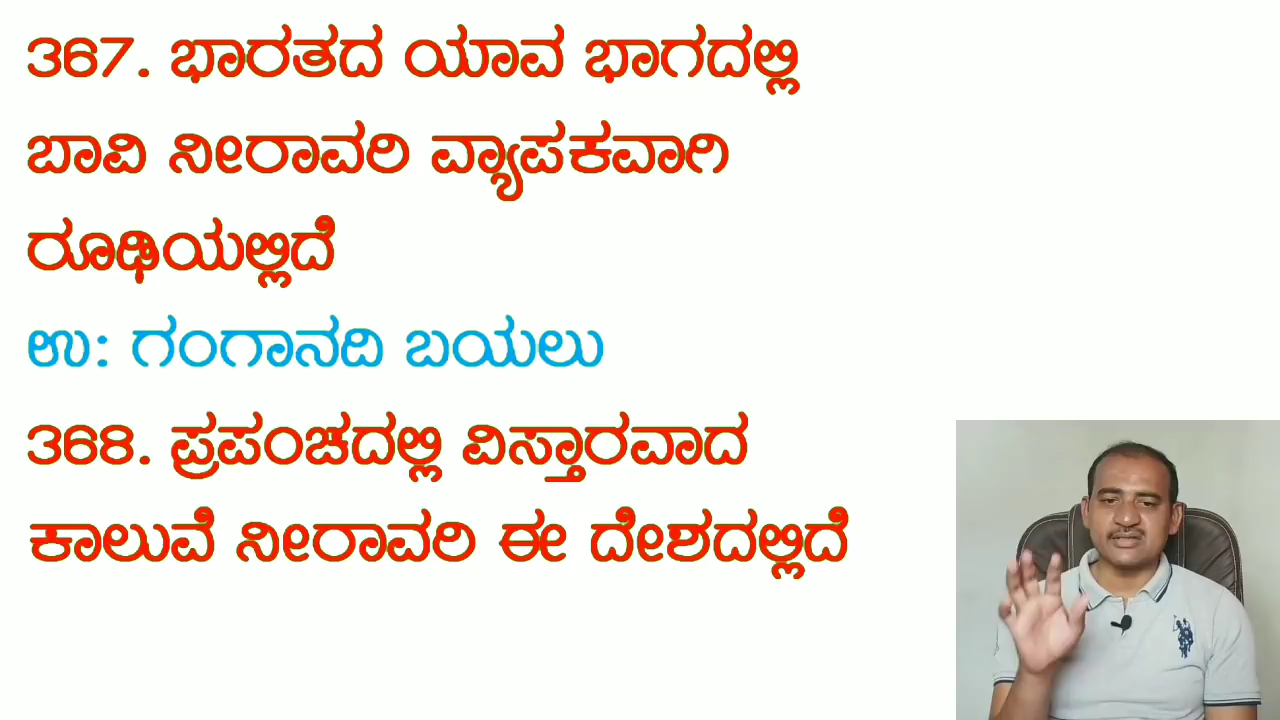 367. ಭಾರತದ ಯಾವ ಭಾಗದಲ್ಲಿ
ಬಾವಿ ನೀರಾವರಿ ವ್ಯಾಪಕವಾಗಿ
ರೂಢಿಯಲ್ಲಿದೆ
ಉ: ಗಂಗಾನದಿ ಬಯಲು
368. ಪ್ರಪಂಚದಲ್ಲಿ ವಿಸ್ತಾರವಾದ
ಕಾಲುವೆ ನೀರಾವರಿ ಈ ದೇಶದಲ್ಲಿದೆ